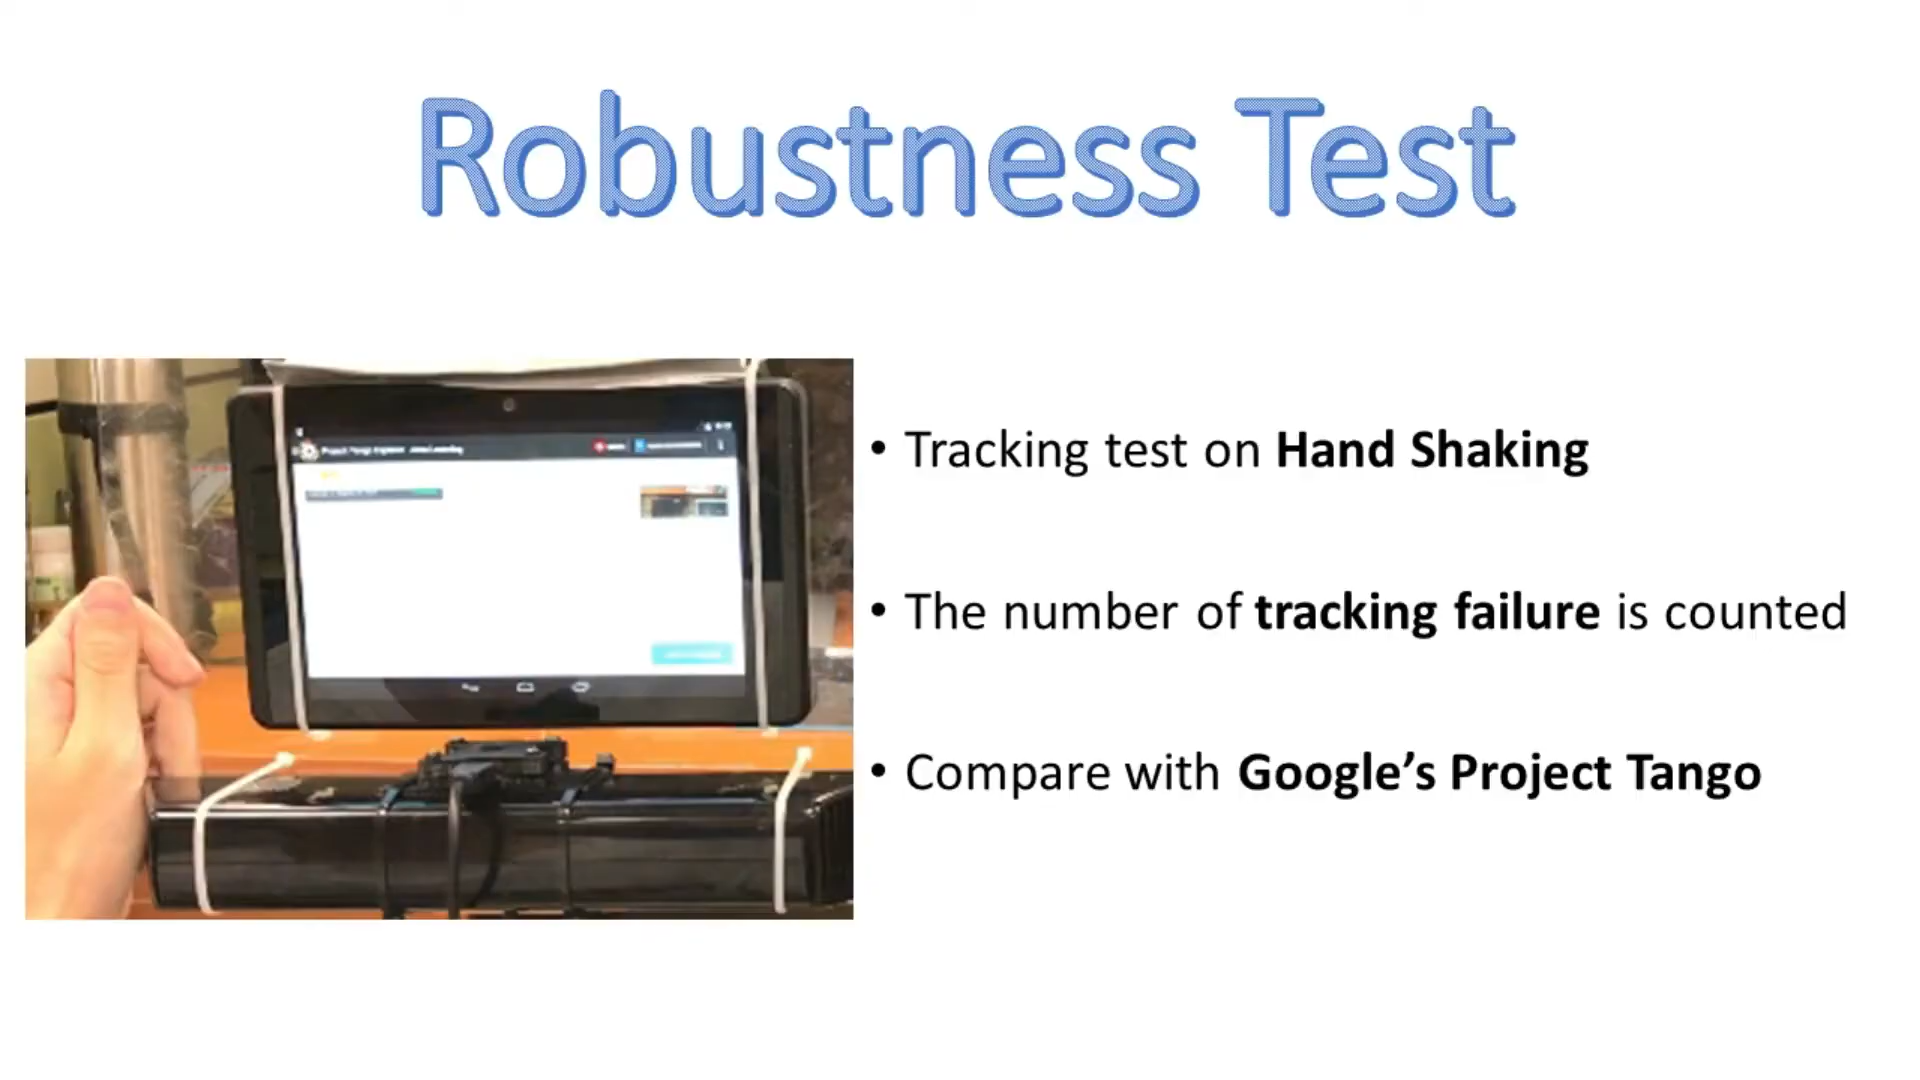 Robustness Test
• Tracking test on Hand Shaking
• The number of tracking failure is counted
• Compare with Google’s Project Tango